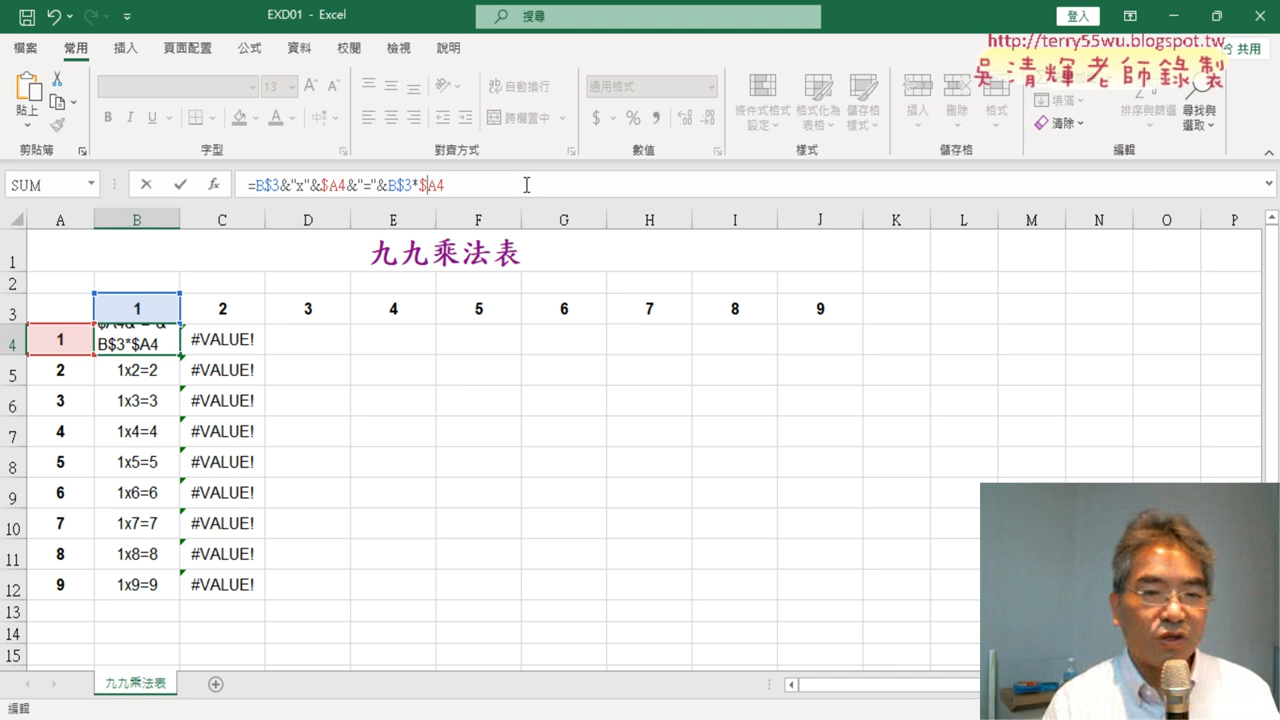 EXD01 - Excel
搜尋
登入
http://terry55wu.blogspot.tw
吳清輝老師錄製
檔案 常用 插入 頁面配置 公式 資料 校閱 檢視 說明
共用
貼上
13
自動換行
跨欄置中
通用格式
條件式格式設定
格式化為表格
儲存格樣式
插入 刪除 格式
填滿
清除
排序與篩選
尋找與選取
剪貼簿 字型 對齊方式 數值 樣式 儲存格 編輯
SUM
=B$3&"x"&$A4&"="&B$3*$A4
A B C D E F G H I J K L M N O P
1 九九乘法表
2
3 1 2 3 4 5 6 7 8 9
4 1 B$3*$A4 #VALUE!
5 2 1x2=2 #VALUE!
6 3 1x3=3 #VALUE!
7 4 1x4=4 #VALUE!
8 5 1x5=5 #VALUE!
9 6 1x6=6 #VALUE!
10 7 1x7=7 #VALUE!
11 8 1x8=8 #VALUE!
12 9 1x9=9 #VALUE!
13
14
15
九九乘法表
編輯